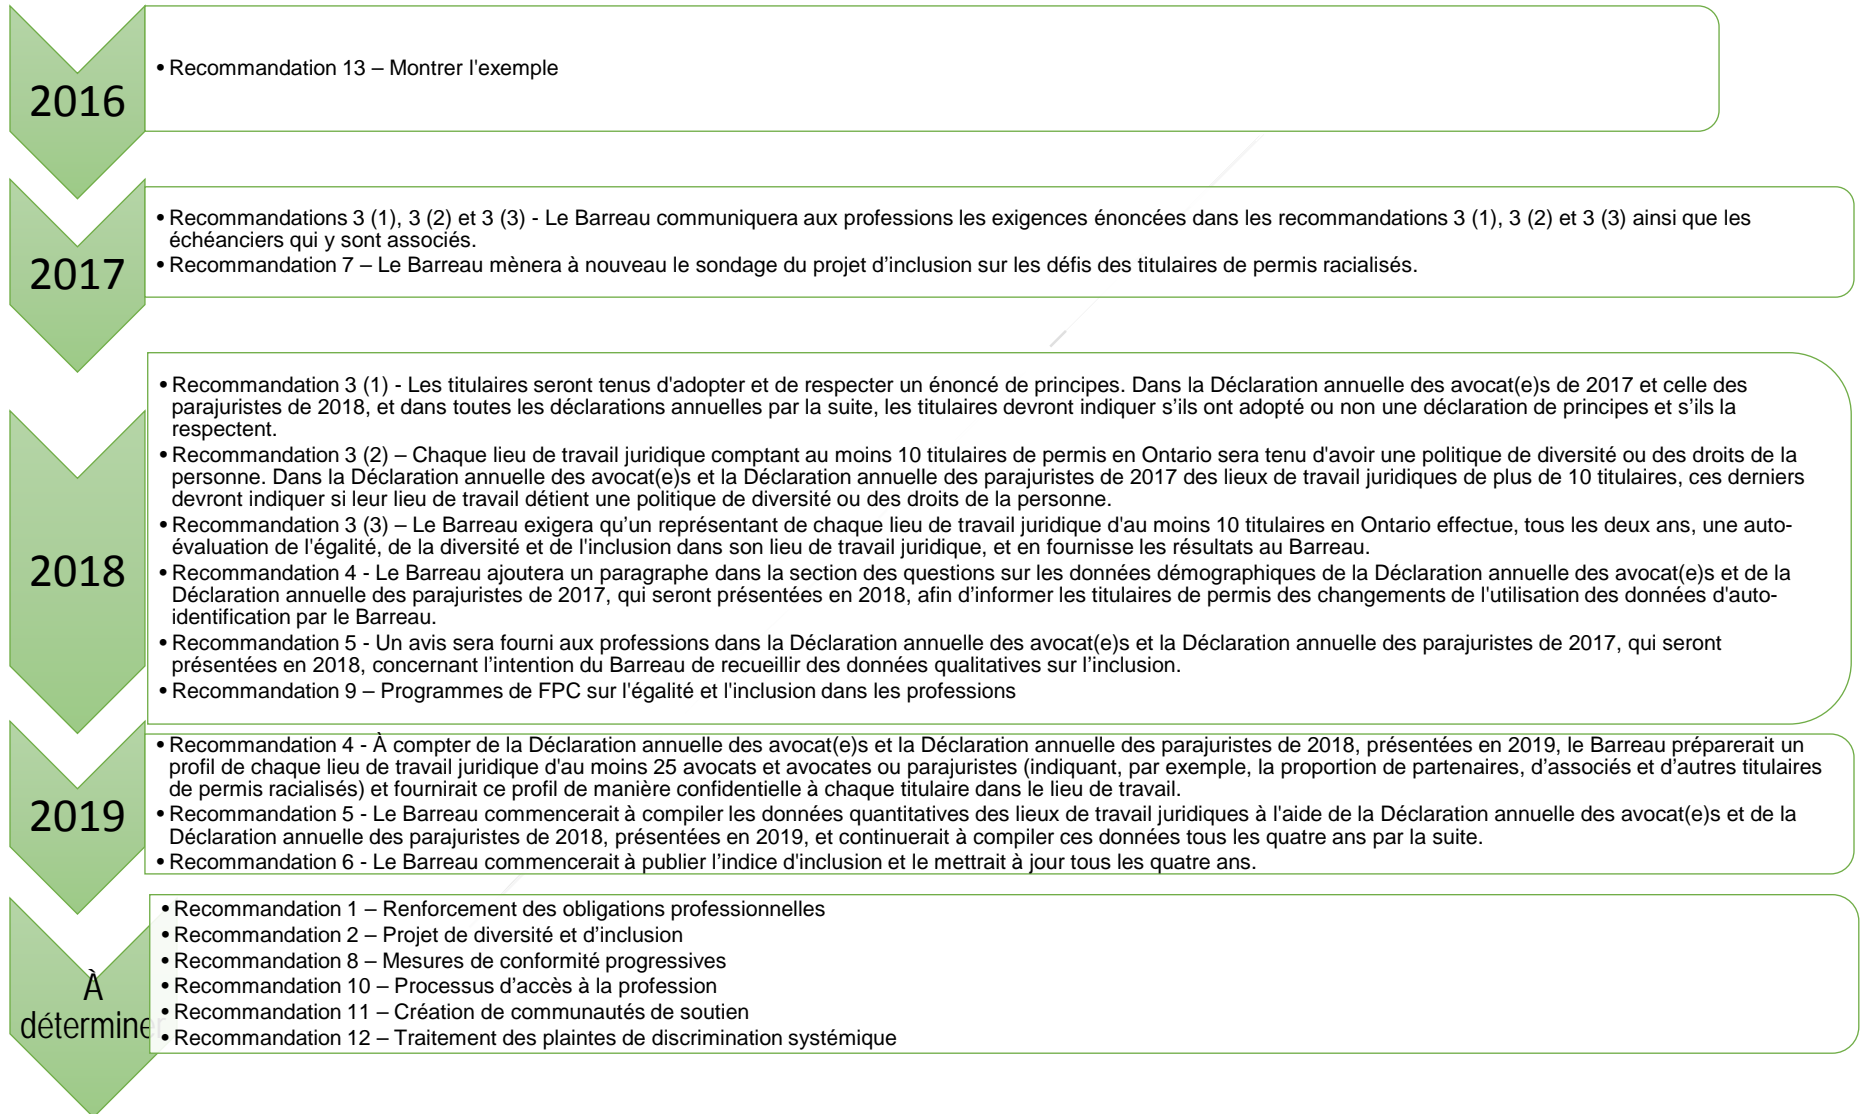 2016
• Recommandation 13 – Montrer l'exemple
2017
• Recommandations 3 (1), 3 (2) et 3 (3) - Le Barreau communiquera aux professions les exigences énoncées dans les recommandations 3 (1), 3 (2) et 3 (3) ainsi que les
échéanciers qui y sont associés.
• Recommandation 7 – Le Barreau mènera à nouveau le sondage du projet d’inclusion sur les défis des titulaires de permis racialisés.
2018
• Recommandation 3 (1) - Les titulaires seront tenus d'adopter et de respecter un énoncé de principes. Dans la Déclaration annuelle des avocat(e)s de 2017 et celle des
parajuristes de 2018, et dans toutes les déclarations annuelles par la suite, les titulaires devront indiquer s’ils ont adopté ou non une déclaration de principes et s’ils la
respectent.
• Recommandation 3 (2) – Chaque lieu de travail juridique comptant au moins 10 titulaires de permis en Ontario sera tenu d'avoir une politique de diversité ou des droits de la
personne. Dans la Déclaration annuelle des avocat(e)s et la Déclaration annuelle des parajuristes de 2017 des lieux de travail juridiques de plus de 10 titulaires, ces derniers
devront indiquer si leur lieu de travail détient une politique de diversité ou des droits de la personne.
• Recommandation 3 (3) – Le Barreau exigera qu’un représentant de chaque lieu de travail juridique d'au moins 10 titulaires en Ontario effectue, tous les deux ans, une auto-
évaluation de l'égalité, de la diversité et de l'inclusion dans son lieu de travail juridique, et en fournisse les résultats au Barreau.
• Recommandation 4 - Le Barreau ajoutera un paragraphe dans la section des questions sur les données démographiques de la Déclaration annuelle des avocat(e)s et de la
Déclaration annuelle des parajuristes de 2017, qui seront présentées en 2018, afin d’informer les titulaires de permis des changements de l'utilisation des données d'auto-
identification par le Barreau.
• Recommandation 5 - Un avis sera fourni aux professions dans la Déclaration annuelle des avocat(e)s et la Déclaration annuelle des parajuristes de 2017, qui seront
présentées en 2018, concernant l’intention du Barreau de recueillir des données qualitatives sur l’inclusion.
• Recommandation 9 – Programmes de FPC sur l'égalité et l'inclusion dans les professions
2019
• Recommandation 4 - À compter de la Déclaration annuelle des avocat(e)s et la Déclaration annuelle des parajuristes de 2018, présentées en 2019, le Barreau préparerait un
profil de chaque lieu de travail juridique d'au moins 25 avocats et avocates ou parajuristes (indiquant, par exemple, la proportion de partenaires, d’associés et d’autres titulaires
de permis racialisés) et fournirait ce profil de manière confidentielle à chaque titulaire dans le lieu de travail.
• Recommandation 5 - Le Barreau commencerait à compiler les données quantitatives des lieux de travail juridiques à l'aide de la Déclaration annuelle des avocat(e)s et de la
Déclaration annuelle des parajuristes de 2018, présentées en 2019, et continuerait à compiler ces données tous les quatre ans par la suite.
• Recommandation 6 - Le Barreau commencerait à publier l’indice d'inclusion et le mettrait à jour tous les quatre ans.
À
déterminer
• Recommandation 1 – Renforcement des obligations professionnelles
• Recommandation 2 – Projet de diversité et d’inclusion
• Recommandation 8 – Mesures de conformité progressives
• Recommandation 10 – Processus d’accès à la profession
• Recommandation 11 – Création de communautés de soutien
• Recommandation 12 – Traitement des plaintes de discrimination systémique